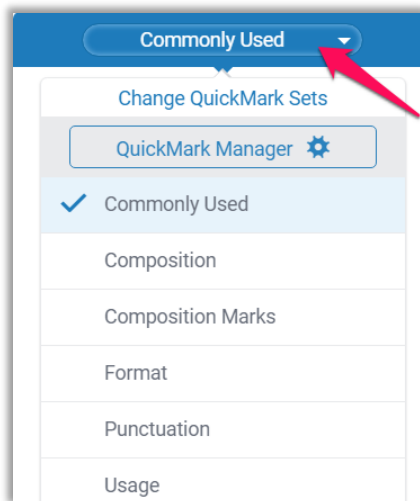 Commonly Used
Change QuickMark Sets
QuickMark Manager
Commonly Used
Composition
Composition Marks
Format
Punctuation
Usage